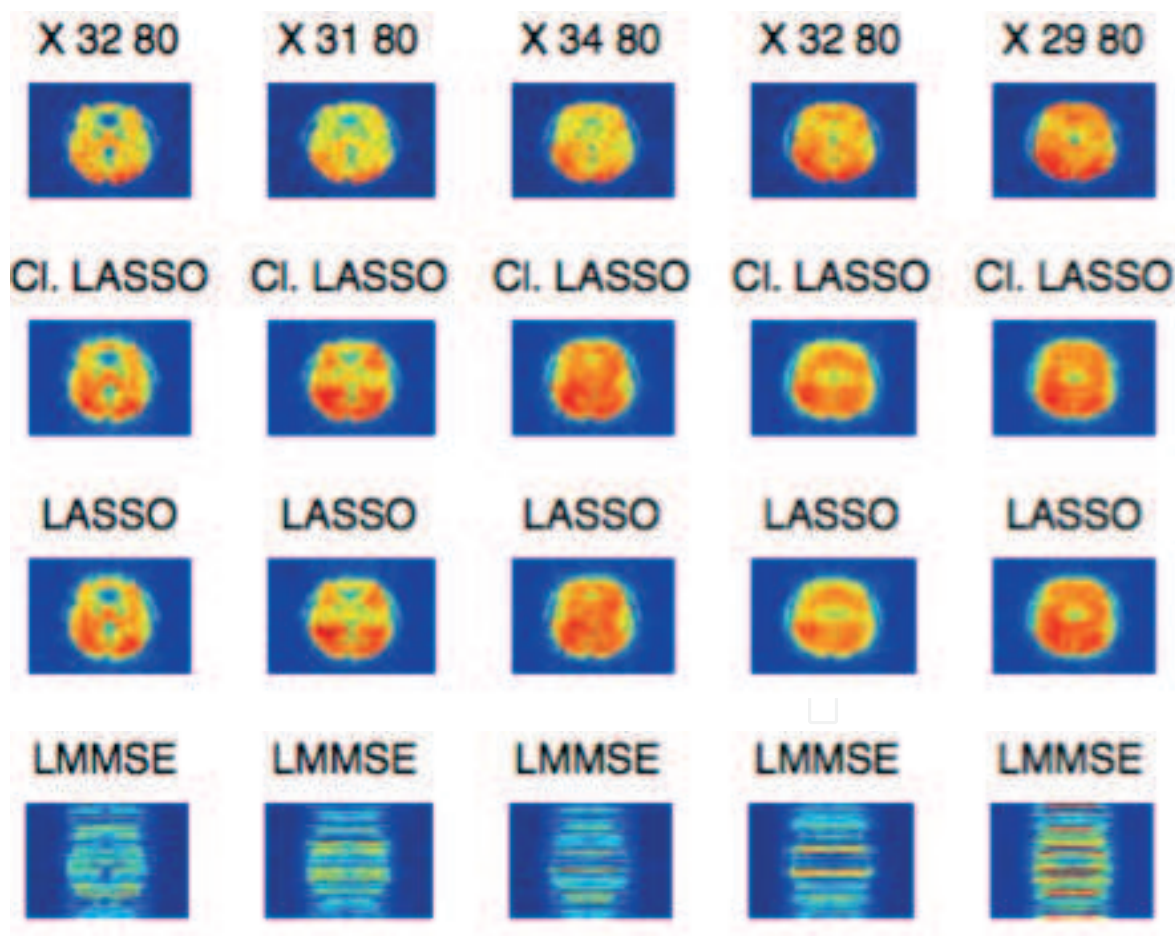 X 32 80 X 31 80 X 34 80 X 32 80 X 29 80
Cl. LASSO Cl. LASSO Cl. LASSO Cl. LASSO Cl. LASSO
LASSO LASSO LASSO LASSO LASSO
LMMSE LMMSE LMMSE LMMSE LMMSE